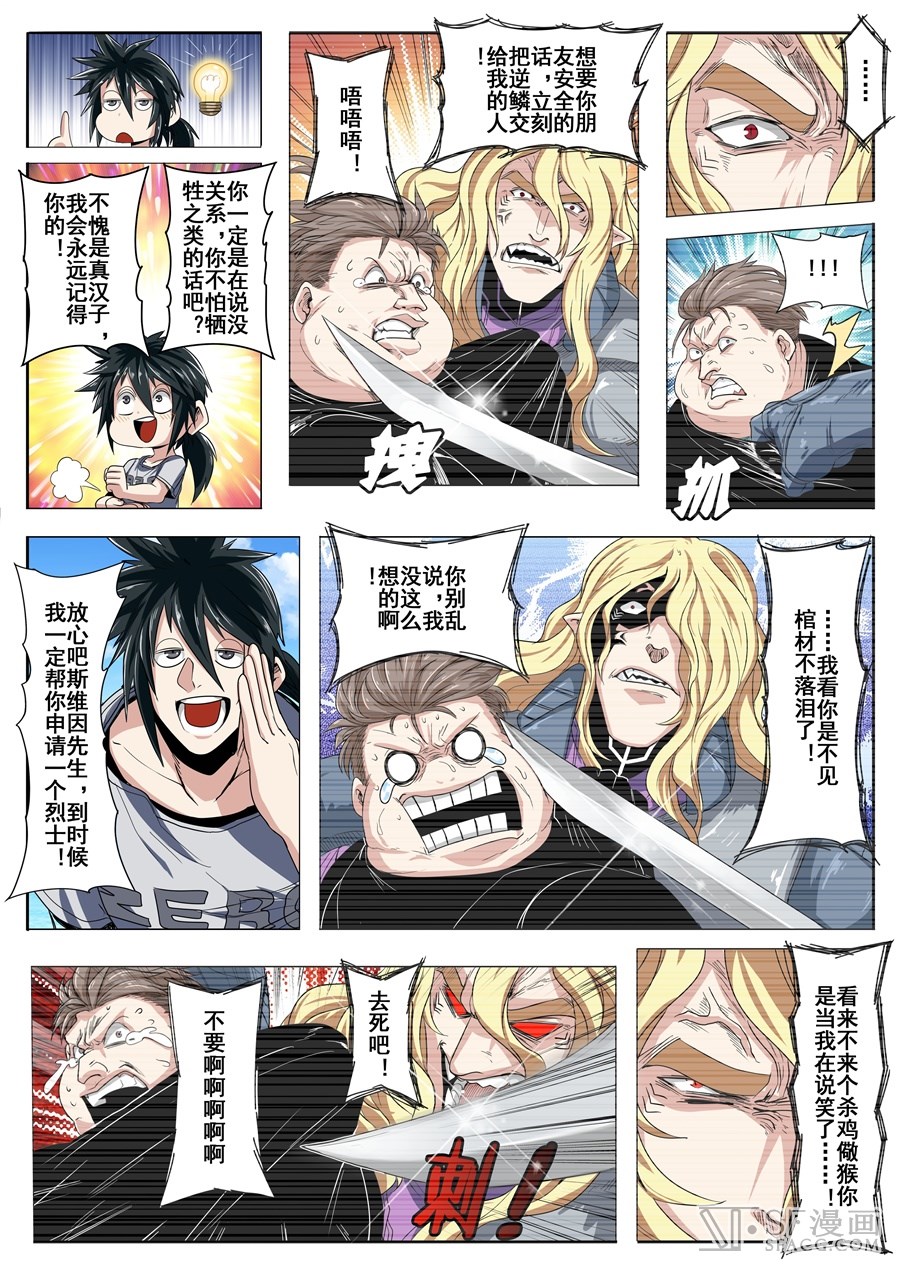 ……
！！！
抓
想要你朋
友安全的
话，立刻
把逆鳞交
给我的人
！
唔唔唔！
拽
你一定是在说没
关系，你不怕牺
牲之类的话吧？
不愧是真汉子，
我会永远记得
你的！
……我看你是不见
棺材不落泪了！
你别乱
说，我
没这么
想的啊
！
放心吧斯维因先生，到时候
我一定帮你申请一个烈士！
看来不来个杀鸡儆猴你
是当我在说笑了……！
去死吧！
刺！
不要啊啊啊啊啊
SF漫画
SFACG.COM